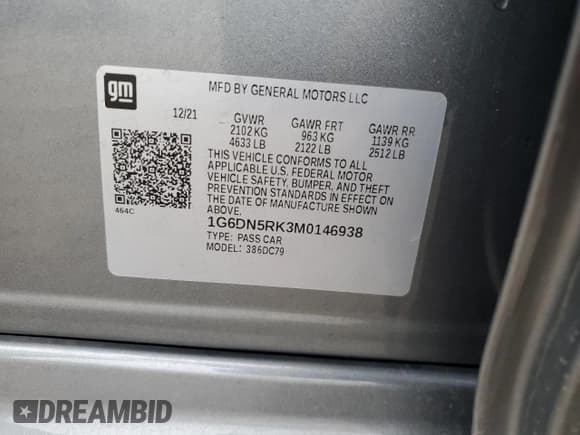 gm
MFD BY GENERAL MOTORS LLC
12/21 GVWR GAWR FRT GAWR RR
2102 KG 963 KG 1139 KG
4633 LB 2122 LB 2512 LB
THIS VEHICLE CONFORMS TO ALL
APPLICABLE U.S. FEDERAL MOTOR
VEHICLE SAFETY, BUMPER, AND THEFT
PREVENTION STANDARDS IN EFFECT ON
THE DATE OF MANUFACTURE SHOWN
ABOVE.
464C
1G6DN5RK3M0146938
TYPE: PASS CAR
MODEL: 386DC79
DREAMBID